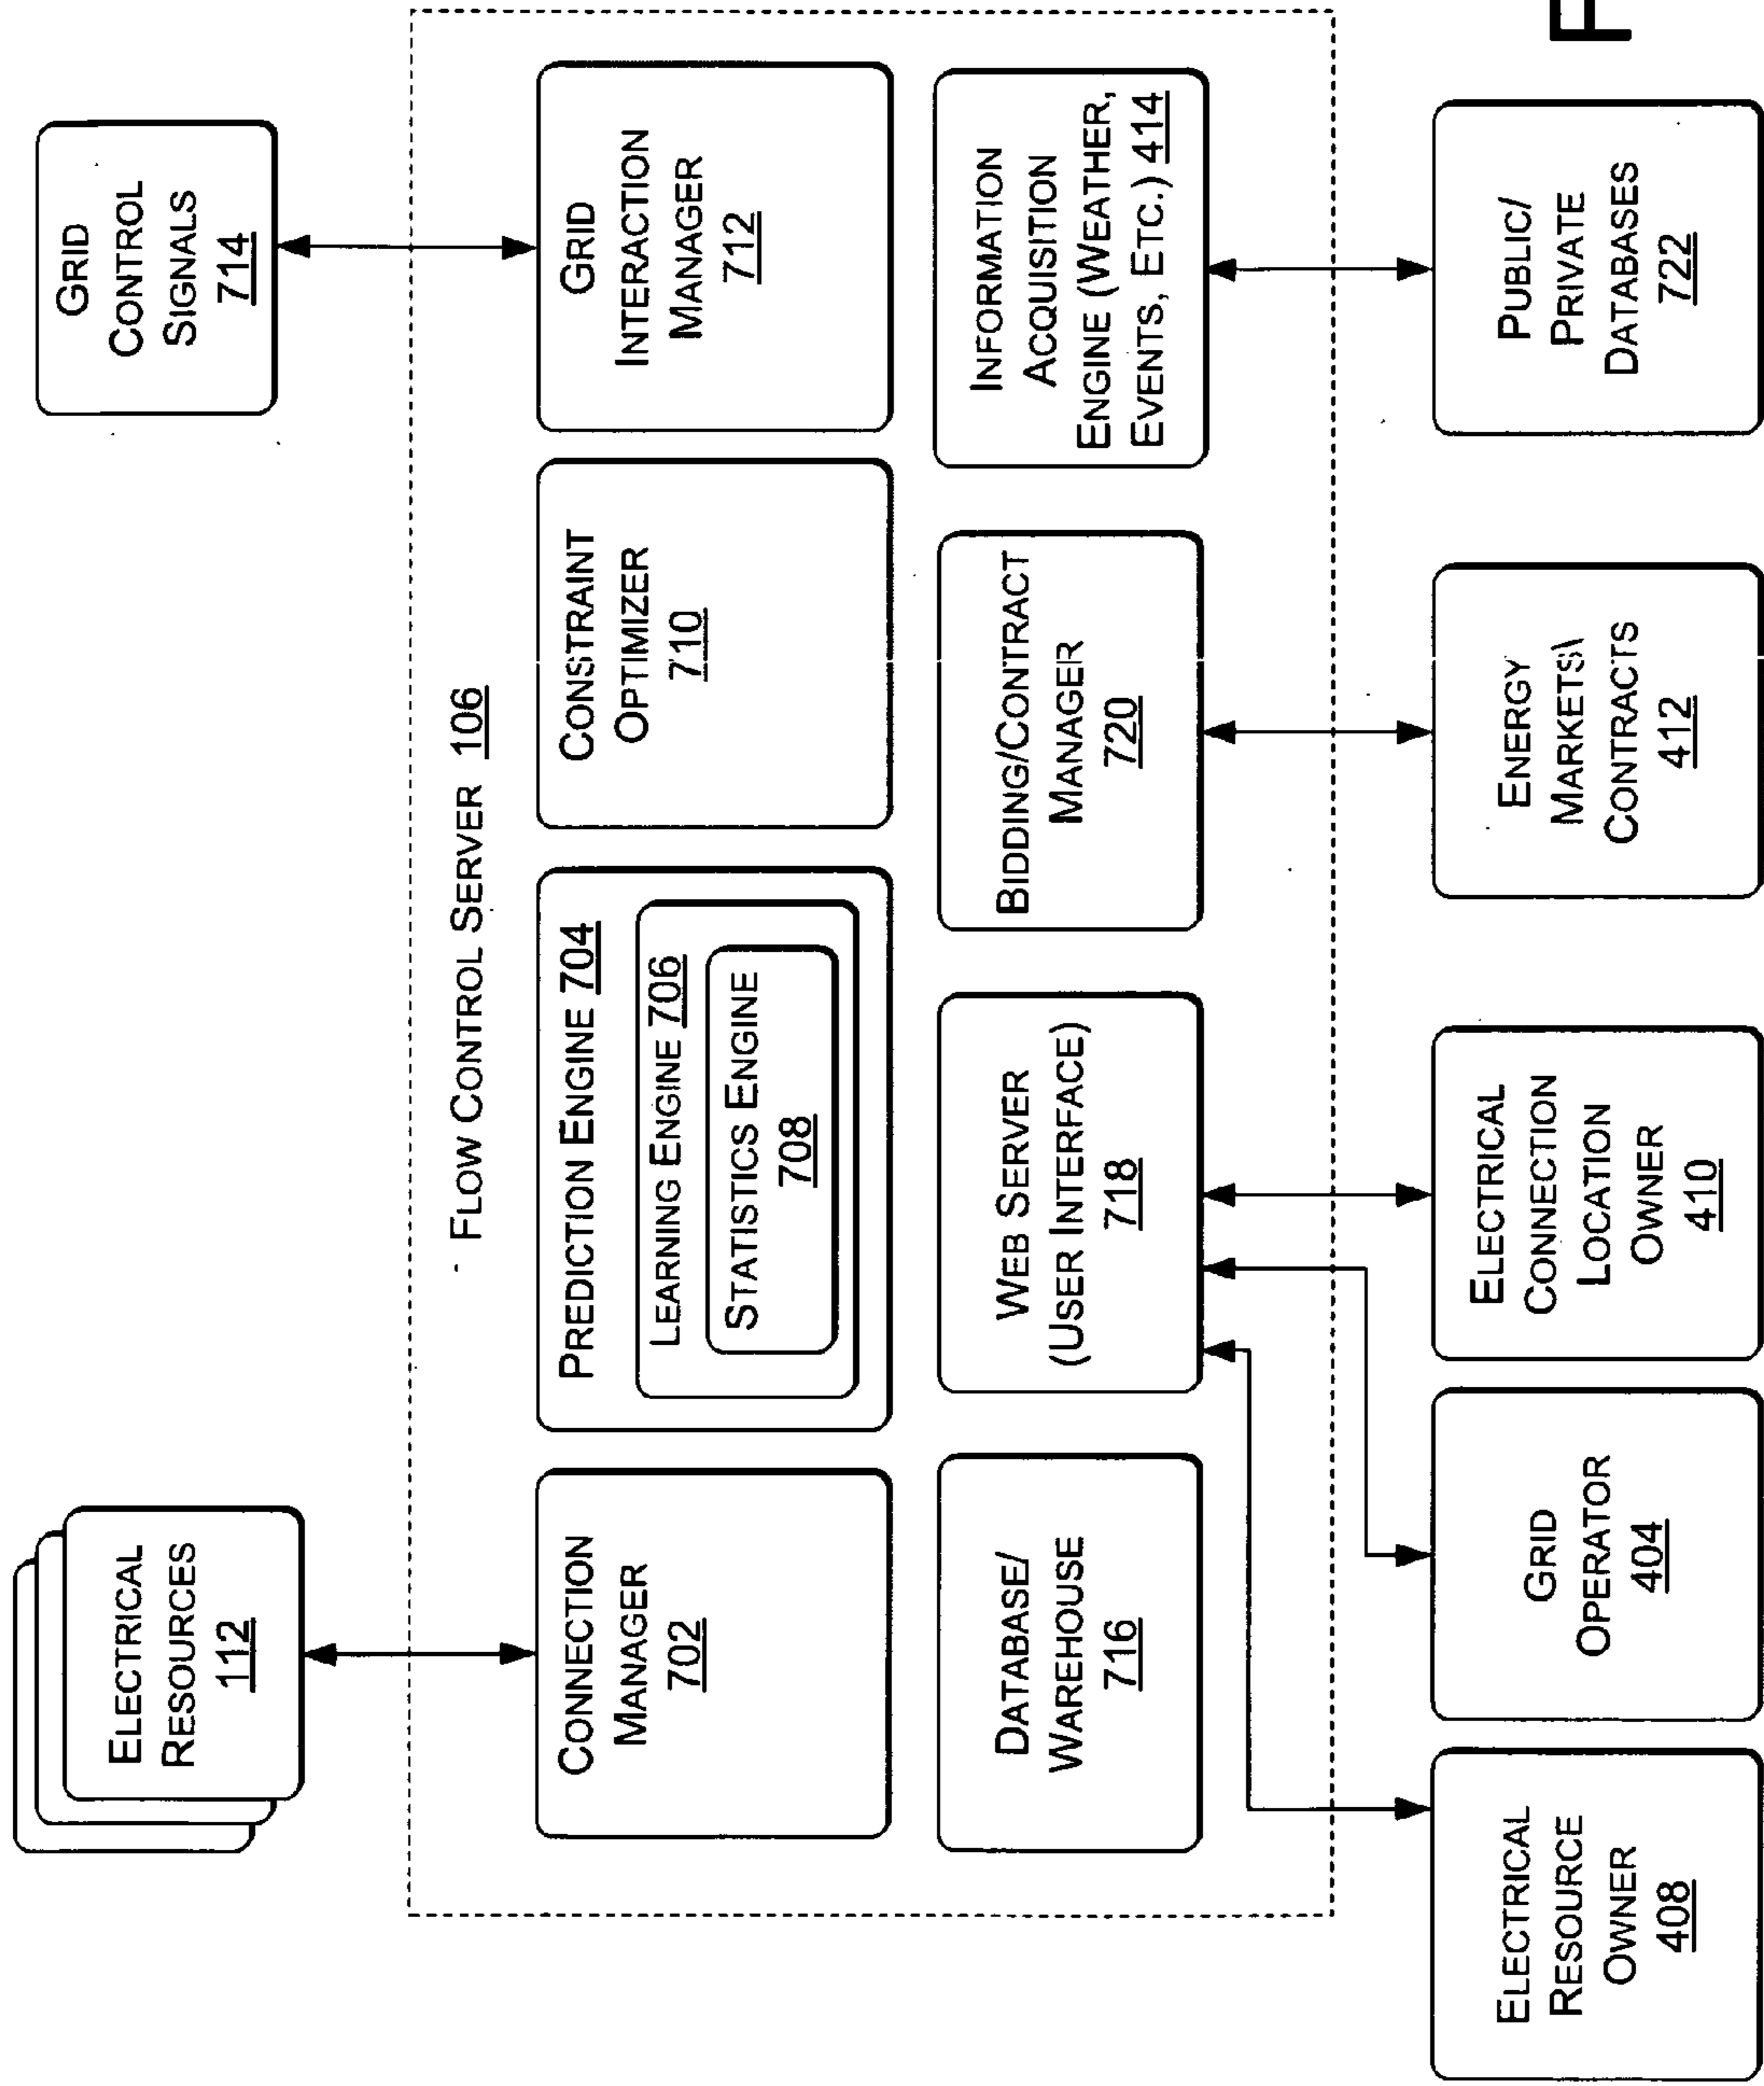 ELECTRICAL
RESOURCES
112
GRID
CONTROL
SIGNALS
714
FLOW CONTROL SERVER 106
CONNECTION
MANAGER
702
PREDICTION ENGINE 704
LEARNING ENGINE 706
STATISTICS ENGINE
708
CONSTRAINT
OPTIMIZER
710
GRID
INTERACTION
MANAGER
712
DATABASE/
WAREHOUSE
716
WEB SERVER
(USER INTERFACE)
718
BIDDING/CONTRACT
MANAGER
720
INFORMATION
ACQUISITION
ENGINE (WEATHER,
EVENTS, ETC.) 414
ELECTRICAL
RESOURCE
OWNER
408
GRID
OPERATOR
404
ELECTRICAL
CONNECTION
LOCATION
OWNER
410
ENERGY
MARKETS\
CONTRACTS
412
PUBLIC/
PRIVATE
DATABASES
722
F